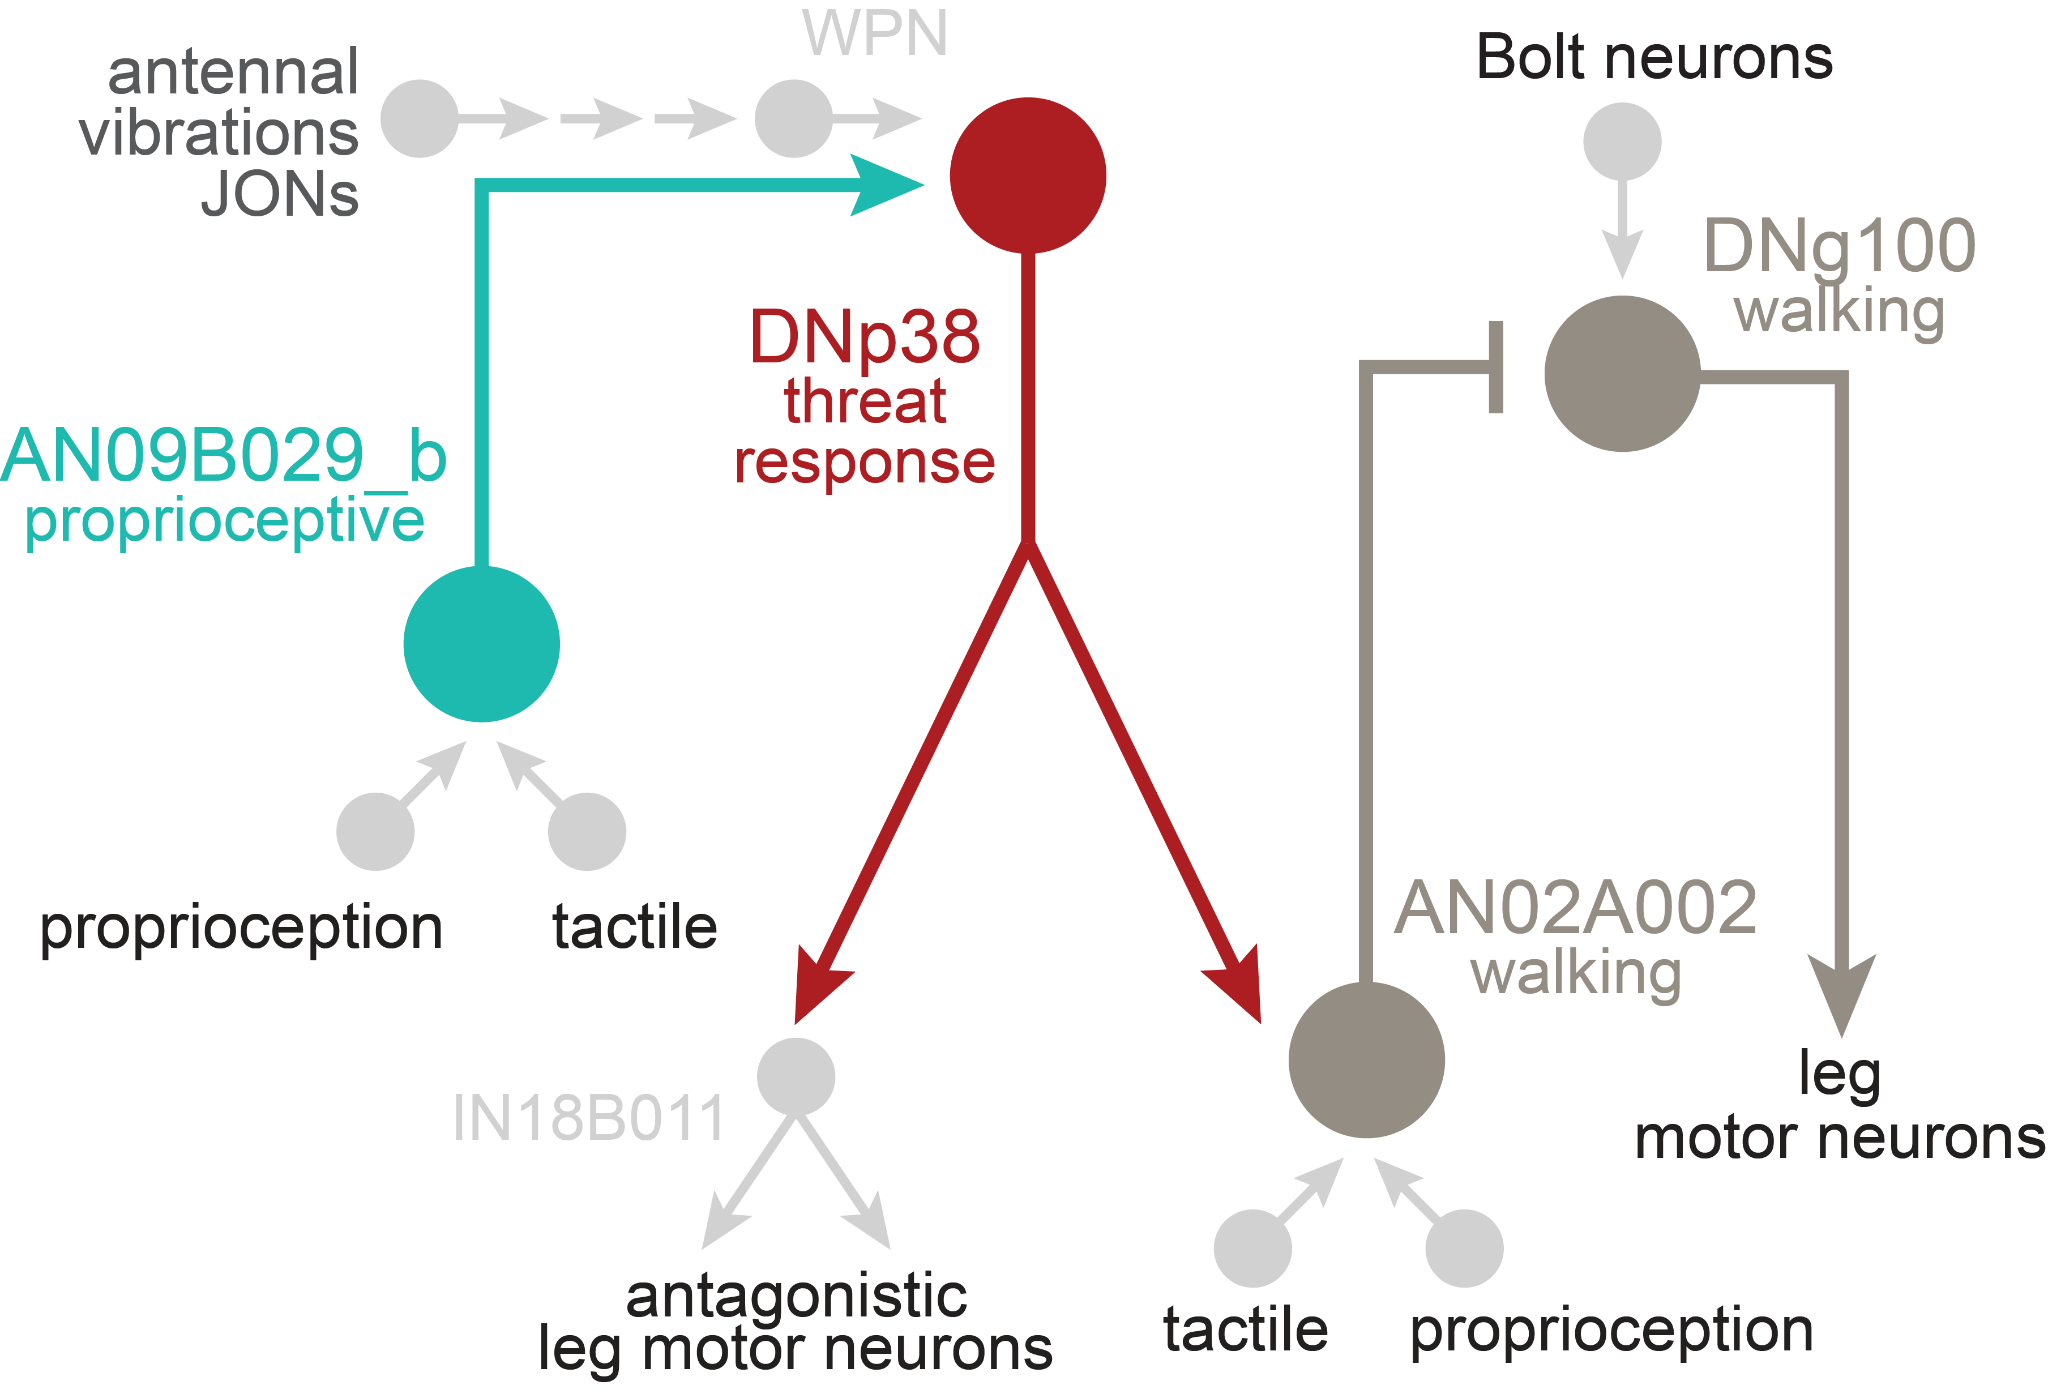 WPN
antennal
vibrations
JONs
Bolt neurons
DNg100
walking
DNp38
threat
response
AN09B029_b
proprioceptive
proprioception
tactile
AN02A002
walking
leg
motor neurons
IN18B011
antagonistic
leg motor neurons
tactile
proprioception